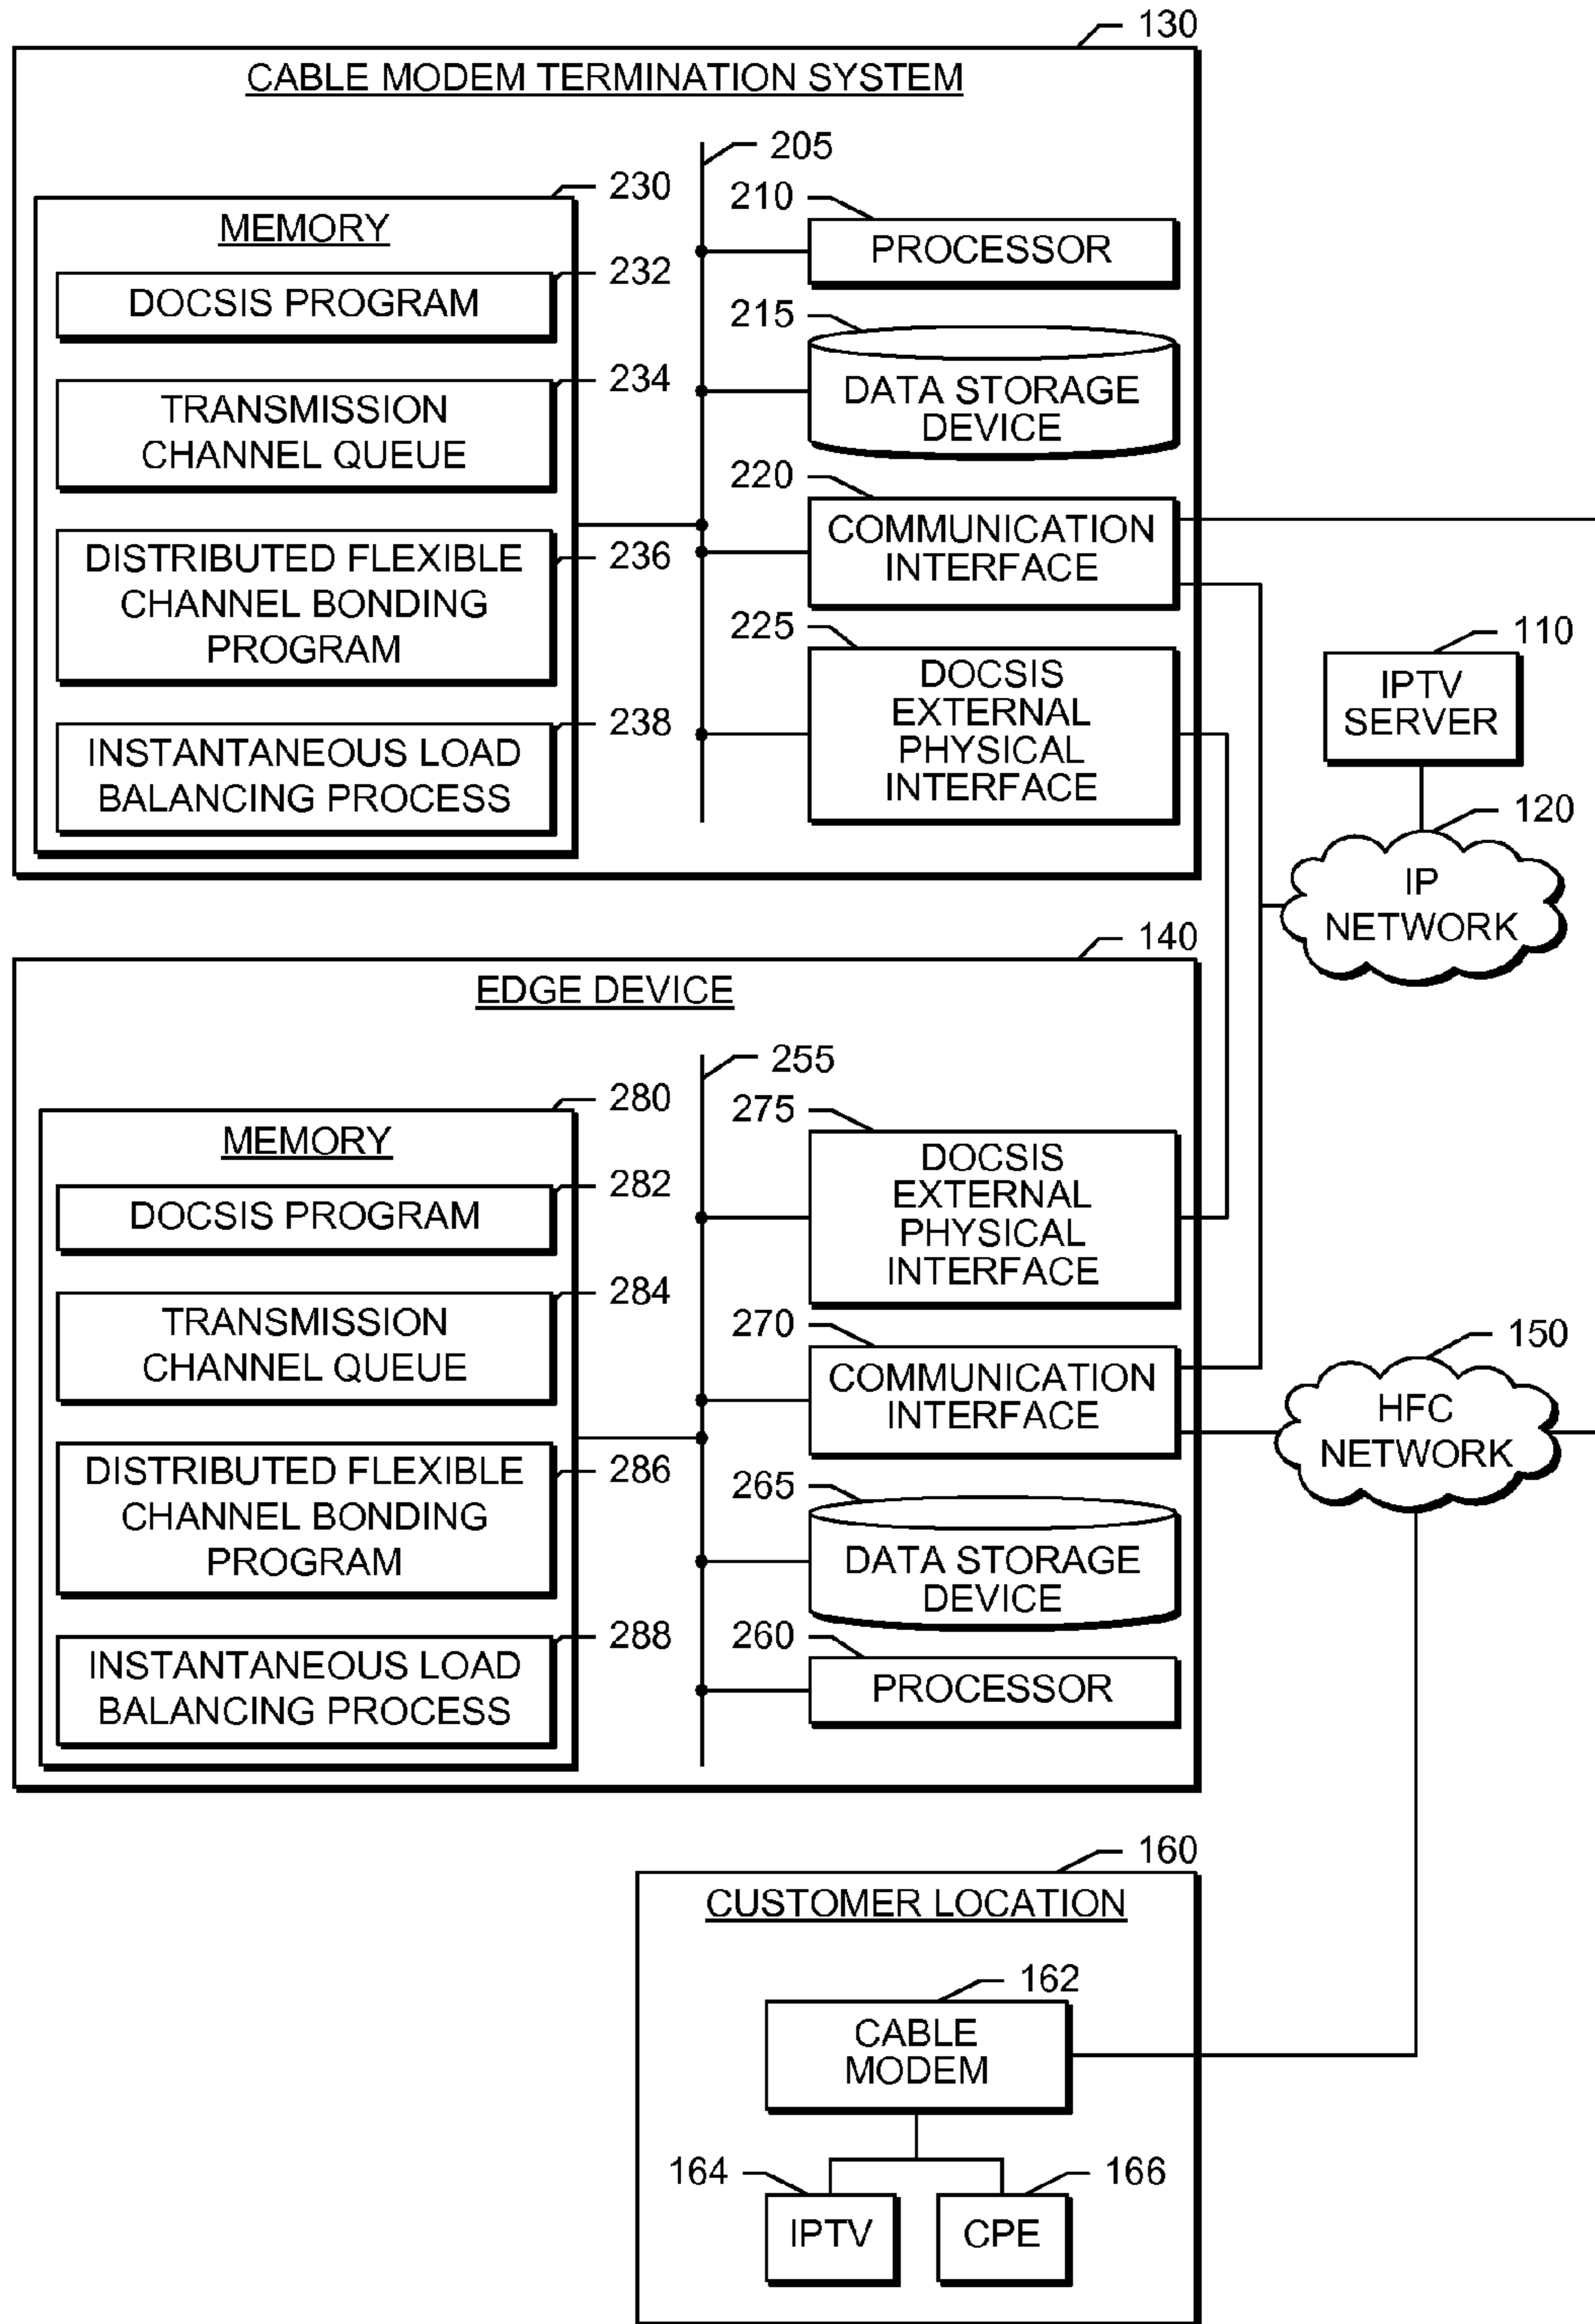 130
CABLE MODEM TERMINATION SYSTEM
205
230
MEMORY
232
DOCSIS PROGRAM
234
TRANSMISSION
CHANNEL QUEUE
236
DISTRIBUTED FLEXIBLE
CHANNEL BONDING
PROGRAM
238
INSTANTANEOUS LOAD
BALANCING PROCESS
210
PROCESSOR
215
DATA STORAGE
DEVICE
220
COMMUNICATION
INTERFACE
225
DOCSIS
EXTERNAL
PHYSICAL
INTERFACE
110
IPTV
SERVER
120
IP
NETWORK
140
EDGE DEVICE
255
280
MEMORY
282
DOCSIS PROGRAM
284
TRANSMISSION
CHANNEL QUEUE
286
DISTRIBUTED FLEXIBLE
CHANNEL BONDING
PROGRAM
288
INSTANTANEOUS LOAD
BALANCING PROCESS
275
DOCSIS
EXTERNAL
PHYSICAL
INTERFACE
270
COMMUNICATION
INTERFACE
265
DATA STORAGE
DEVICE
260
PROCESSOR
150
HFC
NETWORK
160
CUSTOMER LOCATION
162
CABLE
MODEM
164
IPTV
166
CPE